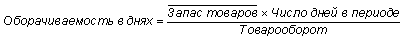 Оборачиваемость в днях = Запас товаров × Число дней в периоде / Товарооборот